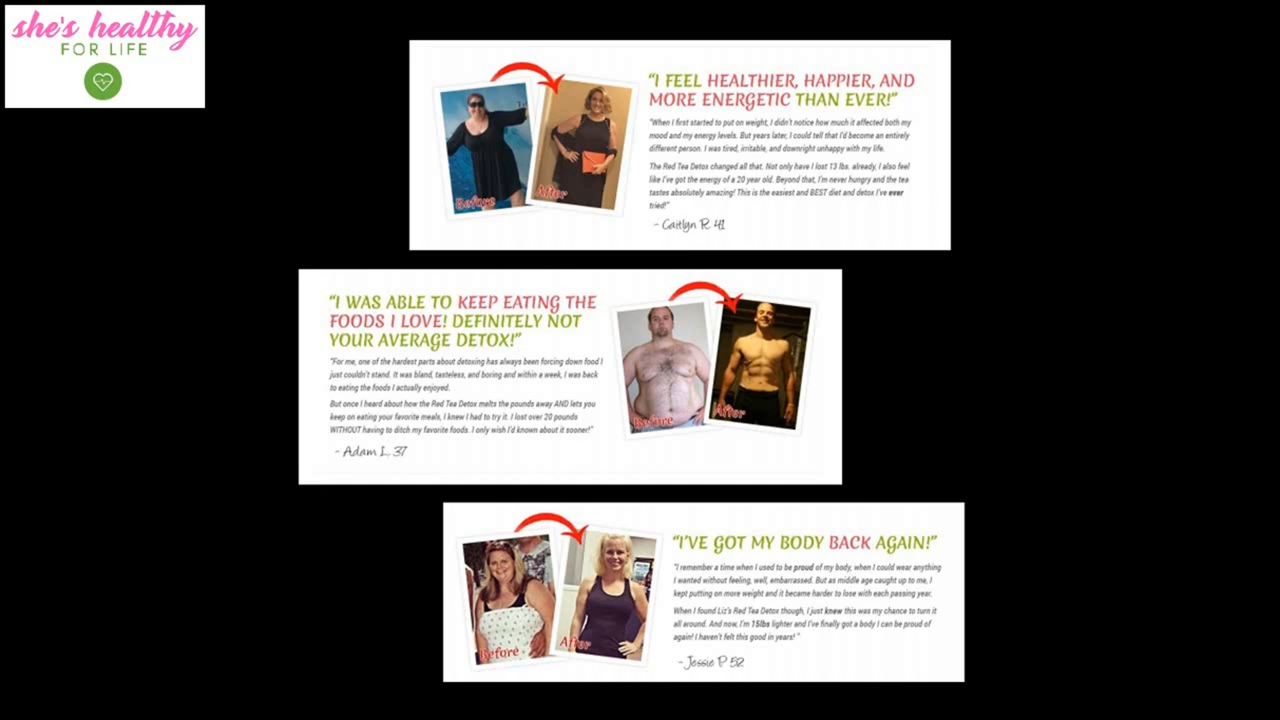 she's healthy
FOR LIFE
"I FEEL HEALTHIER, HAPPIER, AND
MORE ENERGETIC THAN EVER!"
"When I first started to put on weight, I didn't notice how much it affected both my
mood and my energy levels. But years later, I could tell that I'd become an entirely
different person. I was tired, irritable, and downright unhappy with my life.
The Red Tea Detox changed all that. Not only have I lost 13 lbs. already, I also feel
like I've got the energy of a 20 year old. Beyond that, I'm never hungry and the tea
tastes absolutely amazing! This is the easiest and BEST diet and detox I've ever
tried!"
- Caitlyn R. 41
Before
After
"I WAS ABLE TO KEEP EATING THE
FOODS I LOVE! DEFINITELY NOT
YOUR AVERAGE DETOX!"
"For me, one of the hardest parts about detoxing has always been forcing down food I
just couldn't stand. It was bland, tasteless, and boring and within a week, I was back
to eating the foods I actually enjoyed.
But once I heard about how the Red Tea Detox melts the pounds away AND lets you
keep on eating your favorite meals, I knew I had to try it. I lost over 20 pounds
WITHOUT having to ditch my favorite foods. I only wish I'd known about it sooner!"
- Adam L. 37
Before
After
"I'VE GOT MY BODY BACK AGAIN!"
"I remember a time when I used to be proud of my body, when I could wear anything
I wanted without feeling, well, embarrassed. But as middle age caught up to me, I
kept putting on more weight and it became harder to lose with each passing year.
When I found Liz's Red Tea Detox though, I just knew this was my chance to turn it
all around. And now, I'm 15lbs lighter and I've finally got a body I can be proud of
again! I haven't felt this good in years! "
- Jessie P. 52
Before
After